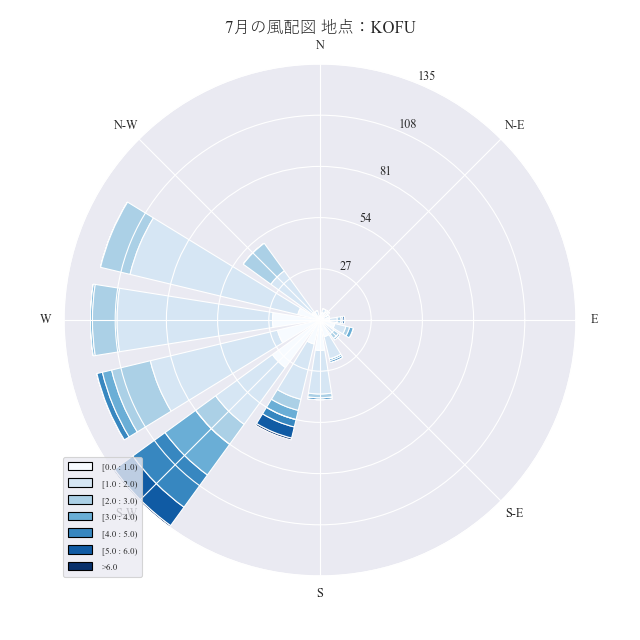 7月の風配図 地点：KOFU
N
N-W
N-E
135
108
81
54
27
W
E
S-W
S-E
S
[0.0 : 1.0)
[1.0 : 2.0)
[2.0 : 3.0)
[3.0 : 4.0)
[4.0 : 5.0)
[5.0 : 6.0)
>6.0